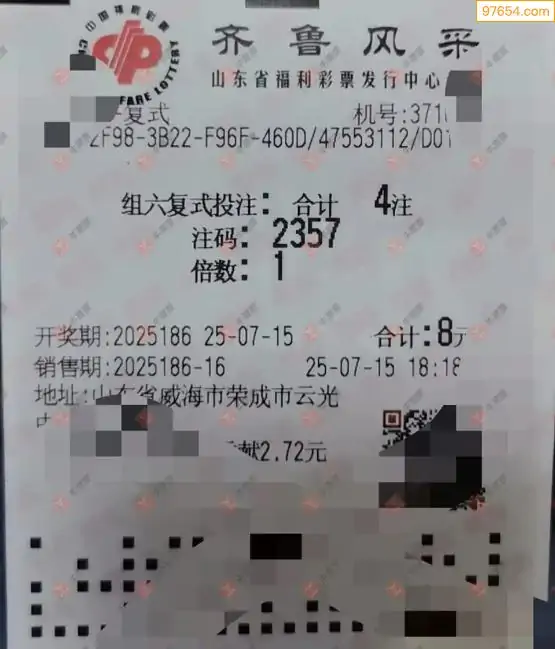 97654.com
齐鲁风采
山东省福利彩票发行中心
FARE LOTTERY
复式 机号:371
2F98-3B22-F96F-460D/47553112/D01
组六复式投注: 合计 4注
注码: 2357
倍数: 1
开奖期:2025186 25-07-15 合计:8元
销售期:2025186-16 25-07-15 18:18
地址:山东省威海市荣成市云光
献2.72元